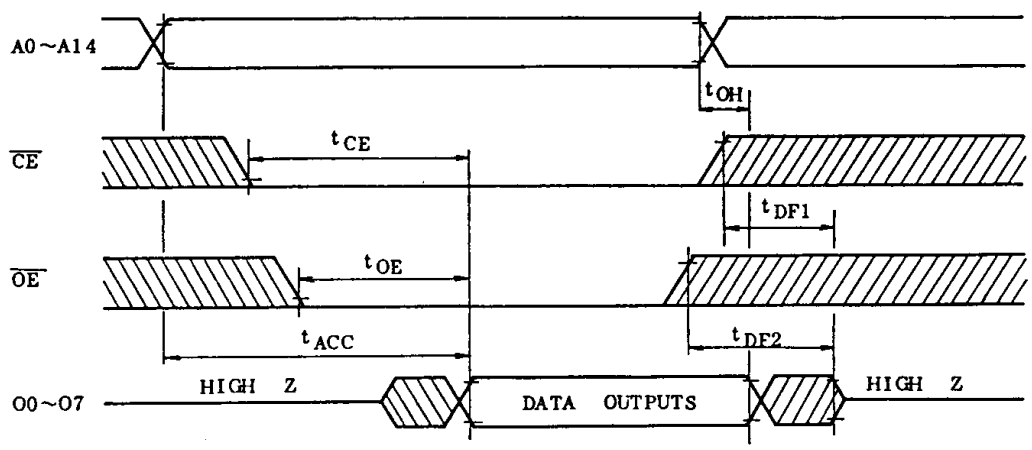 A0~A14
tOH
CE
tCE
tDF1
OE
tOE
tACC
tDF2
O0~O7
HIGH Z
DATA OUTPUTS
HIGH Z